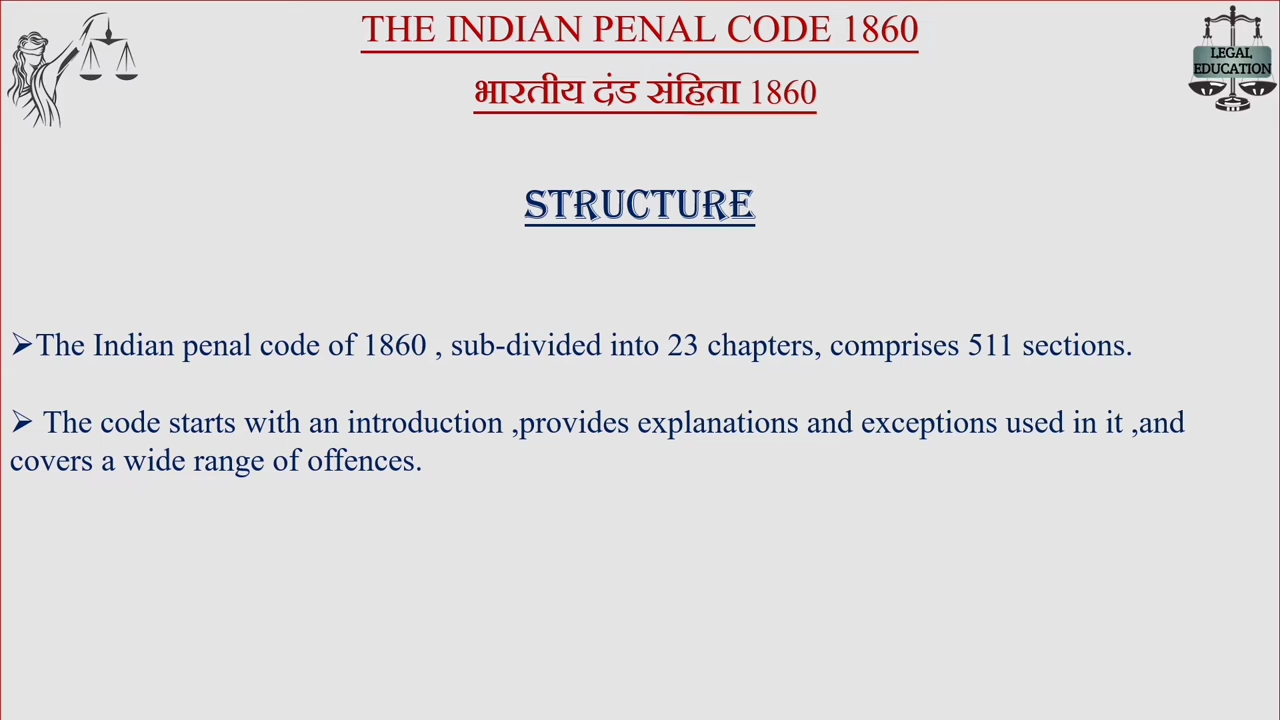 THE INDIAN PENAL CODE 1860
LEGAL
EDUCATION
भारतीय दंड संहिता 1860
STRUCTURE
➢The Indian penal code of 1860 , sub-divided into 23 chapters, comprises 511 sections.
➢ The code starts with an introduction ,provides explanations and exceptions used in it ,and
covers a wide range of offences.